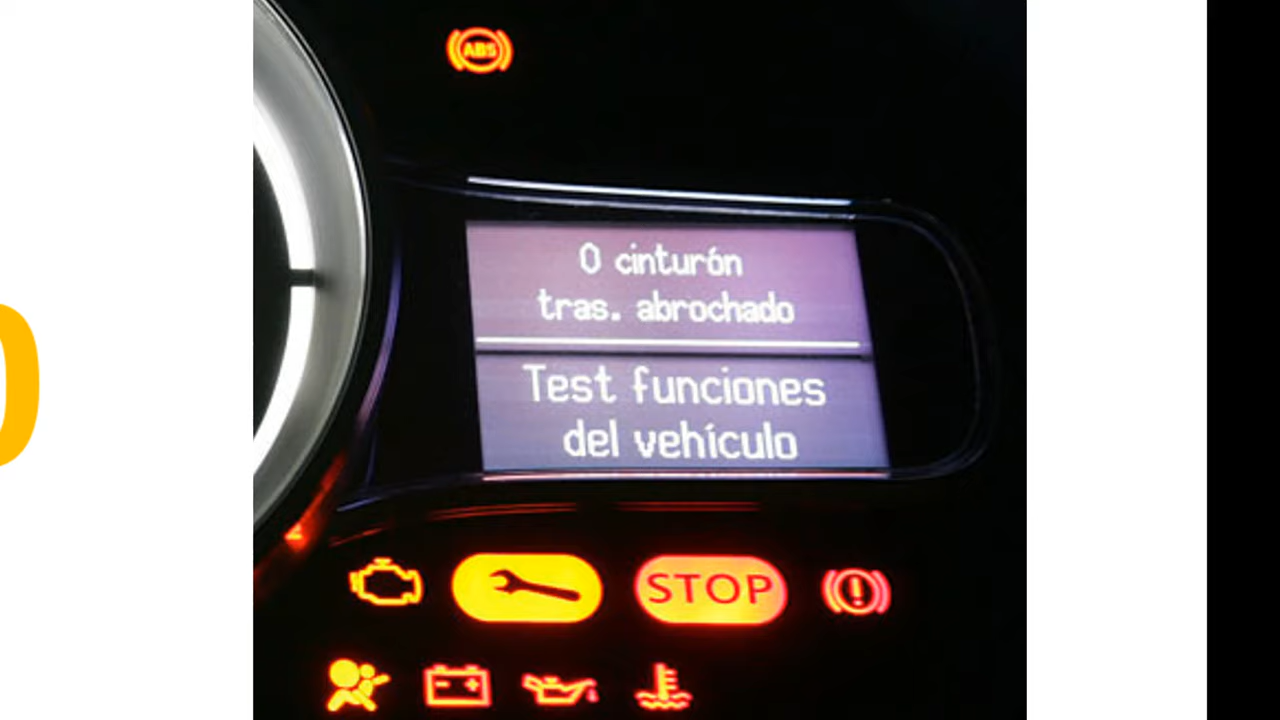 ABS
0 cinturón
tras. abrochado
Test funciones
del vehículo
STOP